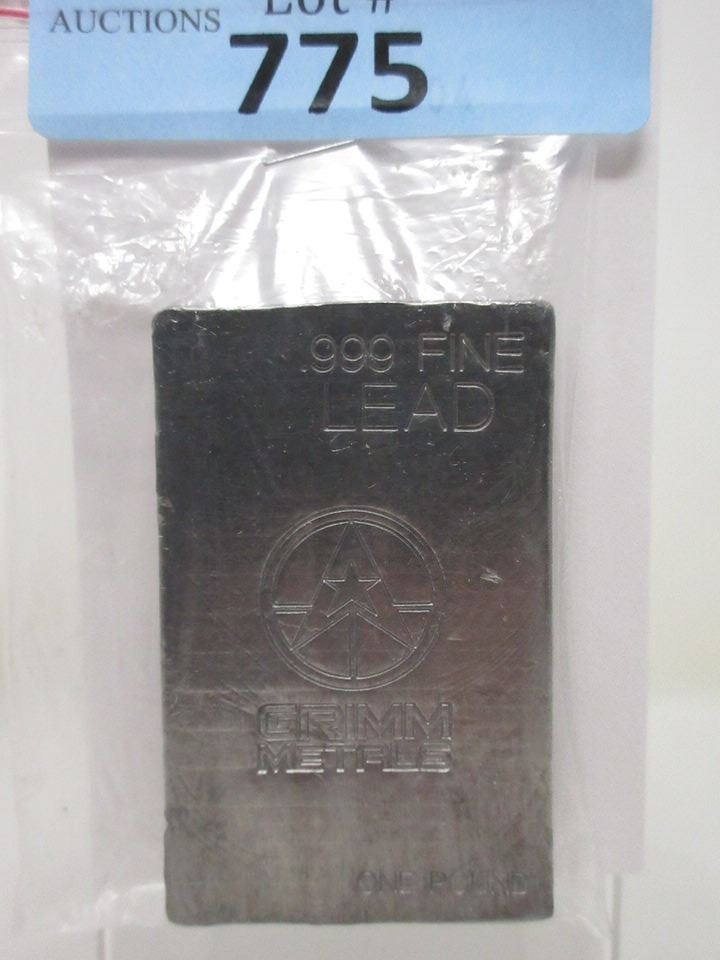 AUCTIONS Lot #
775
.999 FINE
LEAD
GRIMM
METALS
ONE POUND